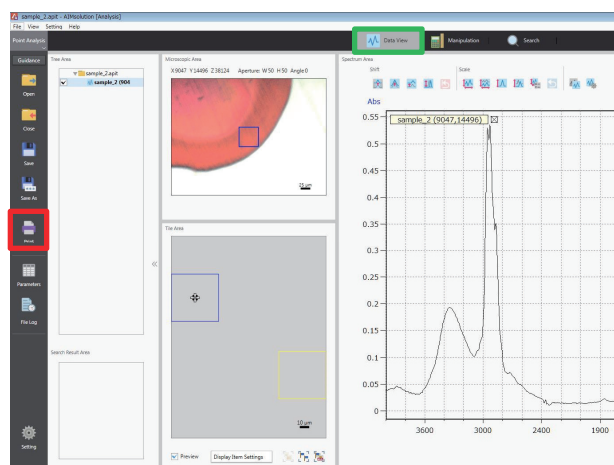 sample_2.apit - AIMsolution [Analysis]
File View Setting Help
Point Analysis
Data View
Manipulation
Search
Guidance
Open
Close
Save
Save As
Print
Parameters
File Log
Setting
Tree Area
sample_2.apit
sample_2 (904
Search Result Area
Microscopic Area
X9047 Y14496 Z38124 Aperture: W50 H50 Angle0
25 μm
Tile Area
10 μm
Preview
Display Item Settings
Spectrum Area
Shift
Scale
Abs
sample_2 (9047,14496)
0.55
0.5
0.45
0.4
0.35
0.3
0.25
0.2
0.15
0.1
0.05
0
3600 3000 2400 1900